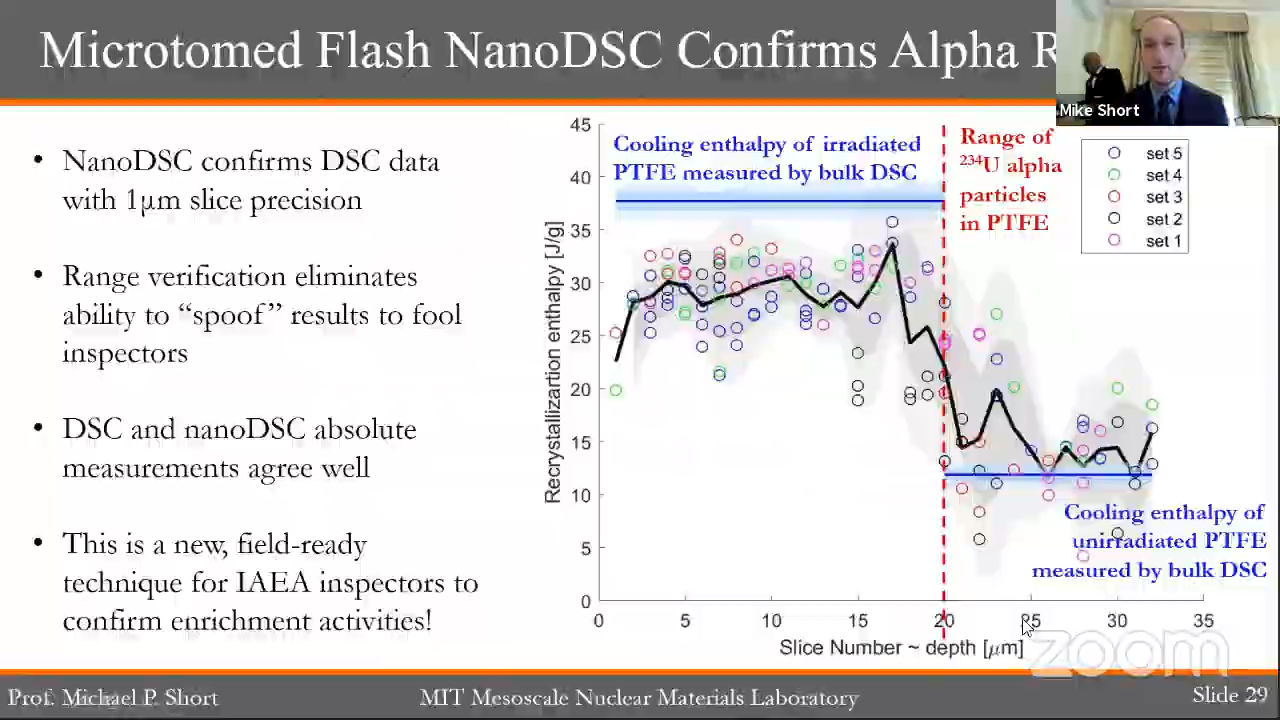 Microtomed Flash NanoDSC Confirms Alpha R
Mike Short
• NanoDSC confirms DSC data
with 1μm slice precision
• Range verification eliminates
ability to “spoof” results to fool
inspectors
• DSC and nanoDSC absolute
measurements agree well
• This is a new, field-ready
technique for IAEA inspectors to
confirm enrichment activities!
Recrystallizartion enthalpy [J/g]
45
40
35
30
25
20
15
10
5
0
Cooling enthalpy of irradiated
PTFE measured by bulk DSC
Range of
²³⁴U alpha
particles
in PTFE
set 5
set 4
set 3
set 2
set 1
Cooling enthalpy of
unirradiated PTFE
measured by bulk DSC
0 5 10 15 20 25 30 35
Slice Number ~ depth [μm]
zoom
Prof. Michael P. Short
MIT Mesoscale Nuclear Materials Laboratory
Slide 29